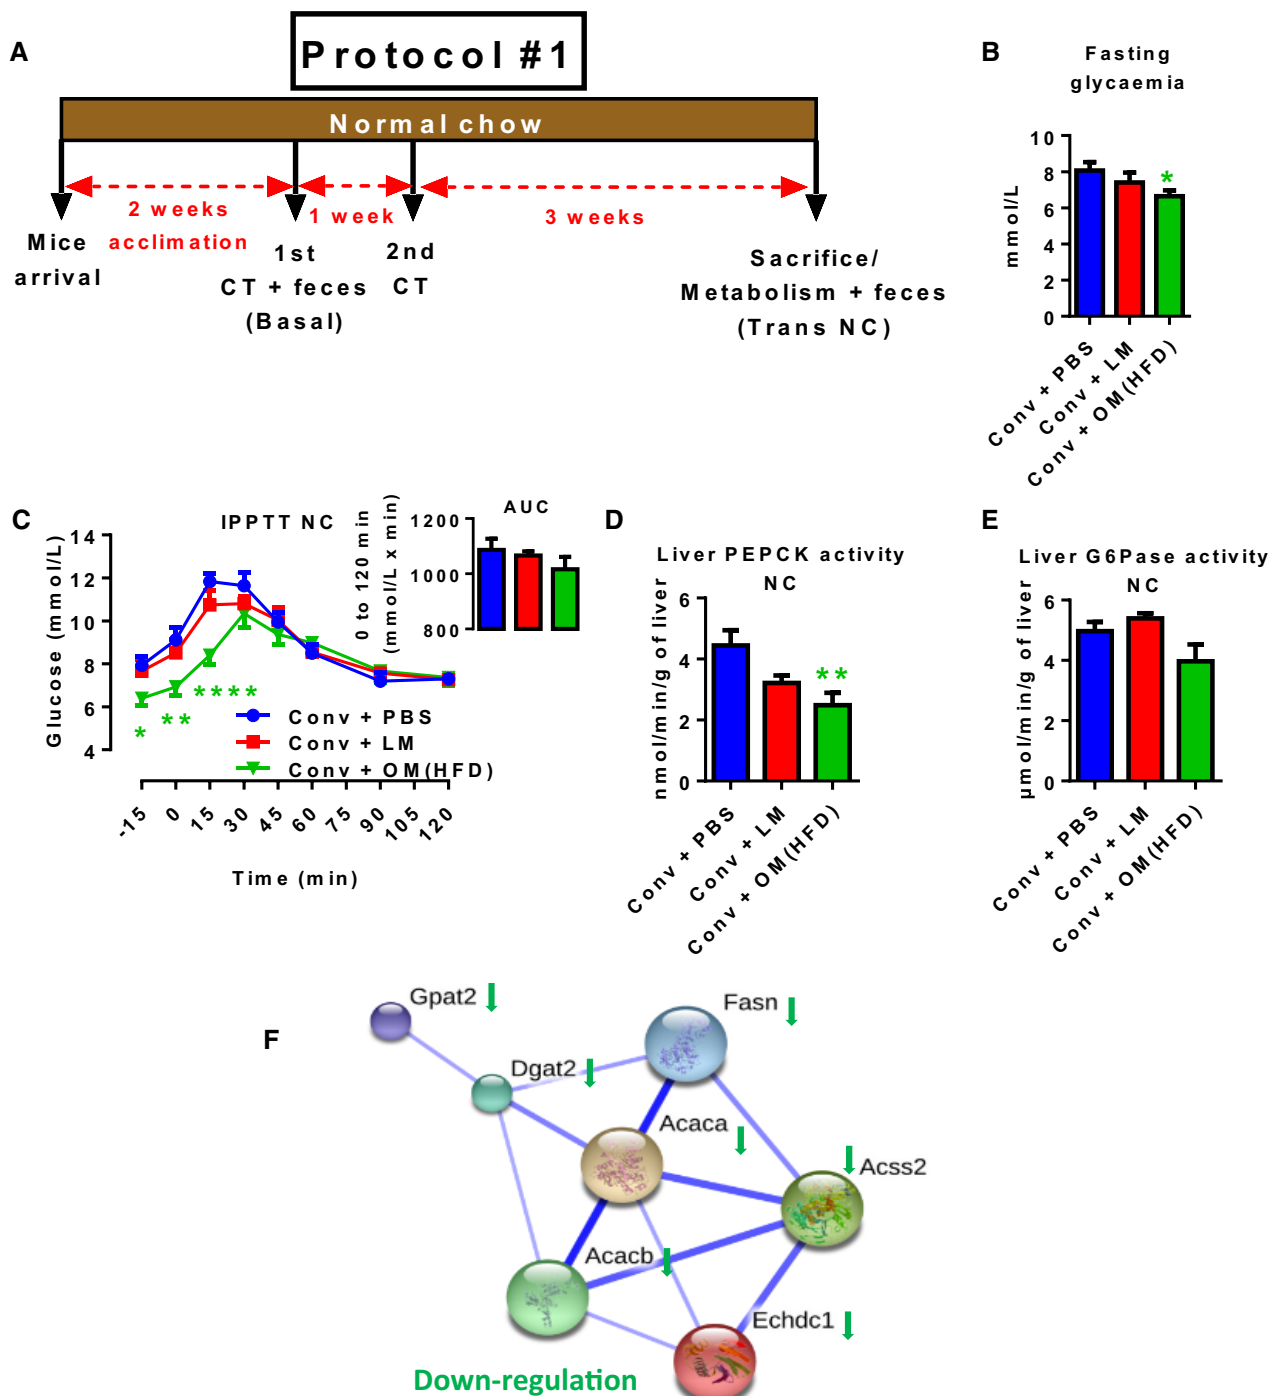 A
Protocol #1
Normal chow
2 weeks
acclimation
1 week
3 weeks
Mice
arrival
1st
CT + feces
(Basal)
2nd
CT
Sacrifice/
Metabolism + feces
(Trans NC)
B
Fasting
glycaemia
mmol/L
10
8
6
4
2
0
*
Conv + PBS
Conv + LM
Conv + OM(HFD)
C
IPPTT NC
Glucose (mmol/L)
14
12
10
8
6
4
*
**
****
Conv + PBS
Conv + LM
Conv + OM(HFD)
-15
0
15
30
45
60
75
90
105
120
Time (min)
AUC
0 to 120 min
(mmol/L x min)
1200
1000
800
D
Liver PEPCK activity
NC
nmol/min/g of liver
6
4
2
0
**
Conv + PBS
Conv + LM
Conv + OM(HFD)
E
Liver G6Pase activity
NC
µmol/min/g of liver
6
4
2
0
Conv + PBS
Conv + LM
Conv + OM(HFD)
F
Gpat2
Fasn
Dgat2
Acaca
Acss2
Acacb
Echdc1
Down-regulation